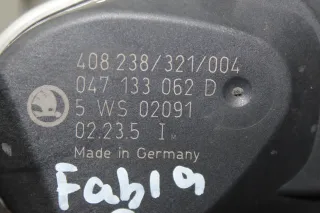 408.238/321/004
047 133 062 D
5 WS 02091
02.23.5 I
Made in Germany
Fabia